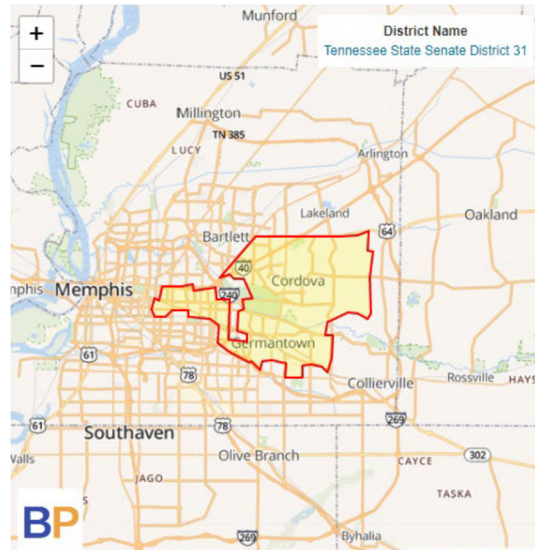 +
−
District Name
Tennessee State Senate District 31
Munford
US 51
CUBA
Millington
TN 385
LUCY
Arlington
Lakeland
Oakland
64
Bartlett
40
Cordova
mphis
Memphis
240
Germantown
61
78
Collierville
Rossville
HAYS
269
61
78
Southaven
Walls
Olive Branch
302
CAYCE
JAGO
TASKA
BP
269
Byhalia